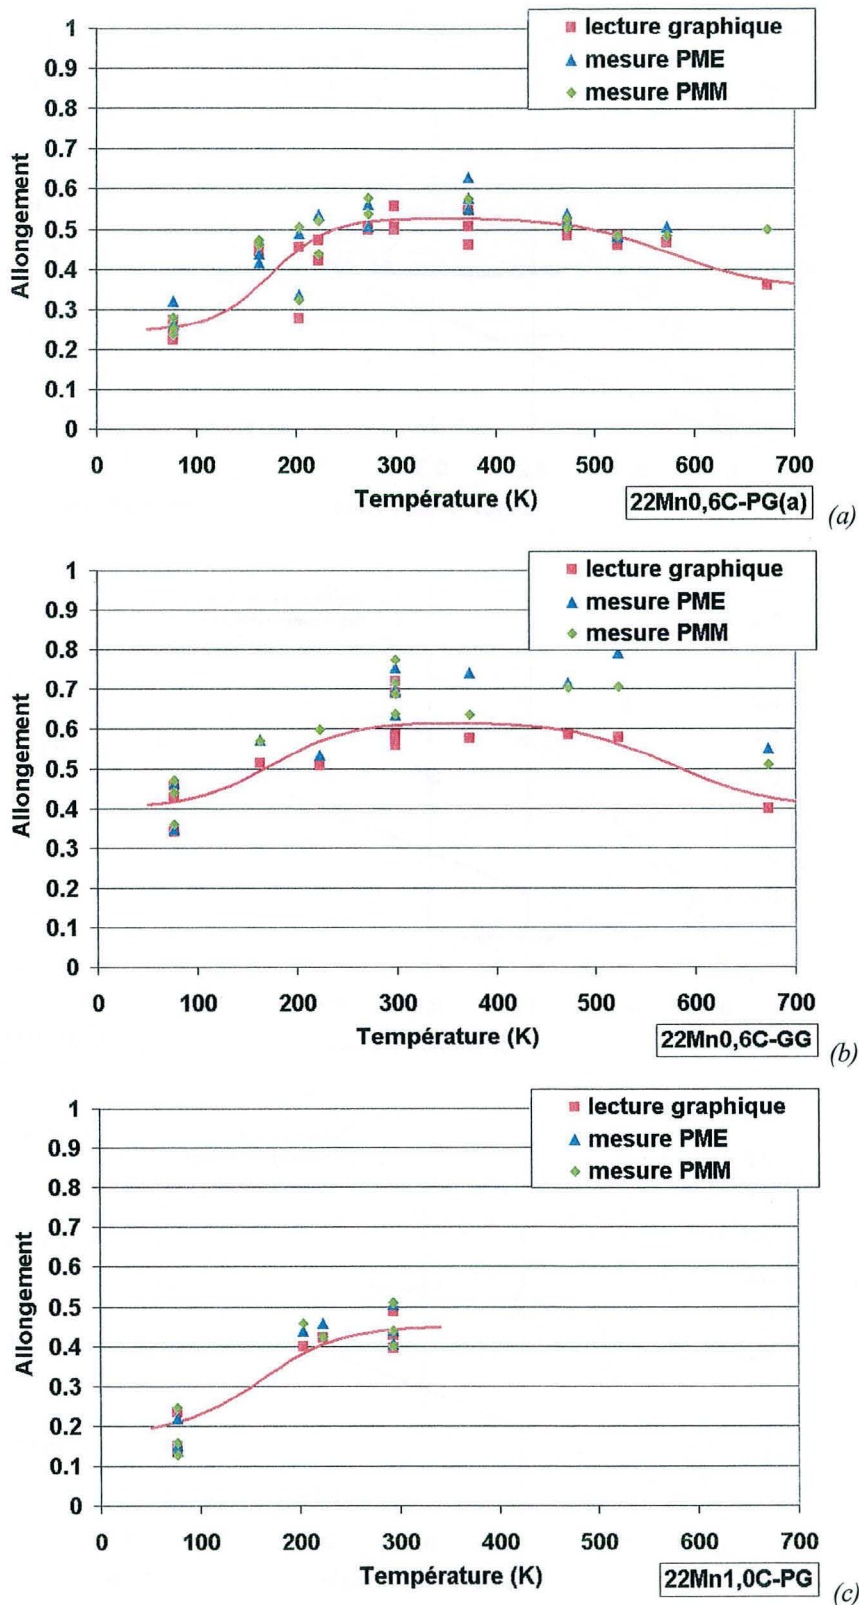 lecture graphique
mesure PME
mesure PMM
Allongement
1
0.9
0.8
0.7
0.6
0.5
0.4
0.3
0.2
0.1
0
0 100 200 300 400 500 600 700
Température (K)
22Mn0,6C-PG(a)
(a)
lecture graphique
mesure PME
mesure PMM
Allongement
1
0.9
0.8
0.7
0.6
0.5
0.4
0.3
0.2
0.1
0
0 100 200 300 400 500 600 700
Température (K)
22Mn0,6C-GG
(b)
lecture graphique
mesure PME
mesure PMM
Allongement
1
0.9
0.8
0.7
0.6
0.5
0.4
0.3
0.2
0.1
0
0 100 200 300 400 500 600 700
Température (K)
22Mn1,0C-PG
(c)